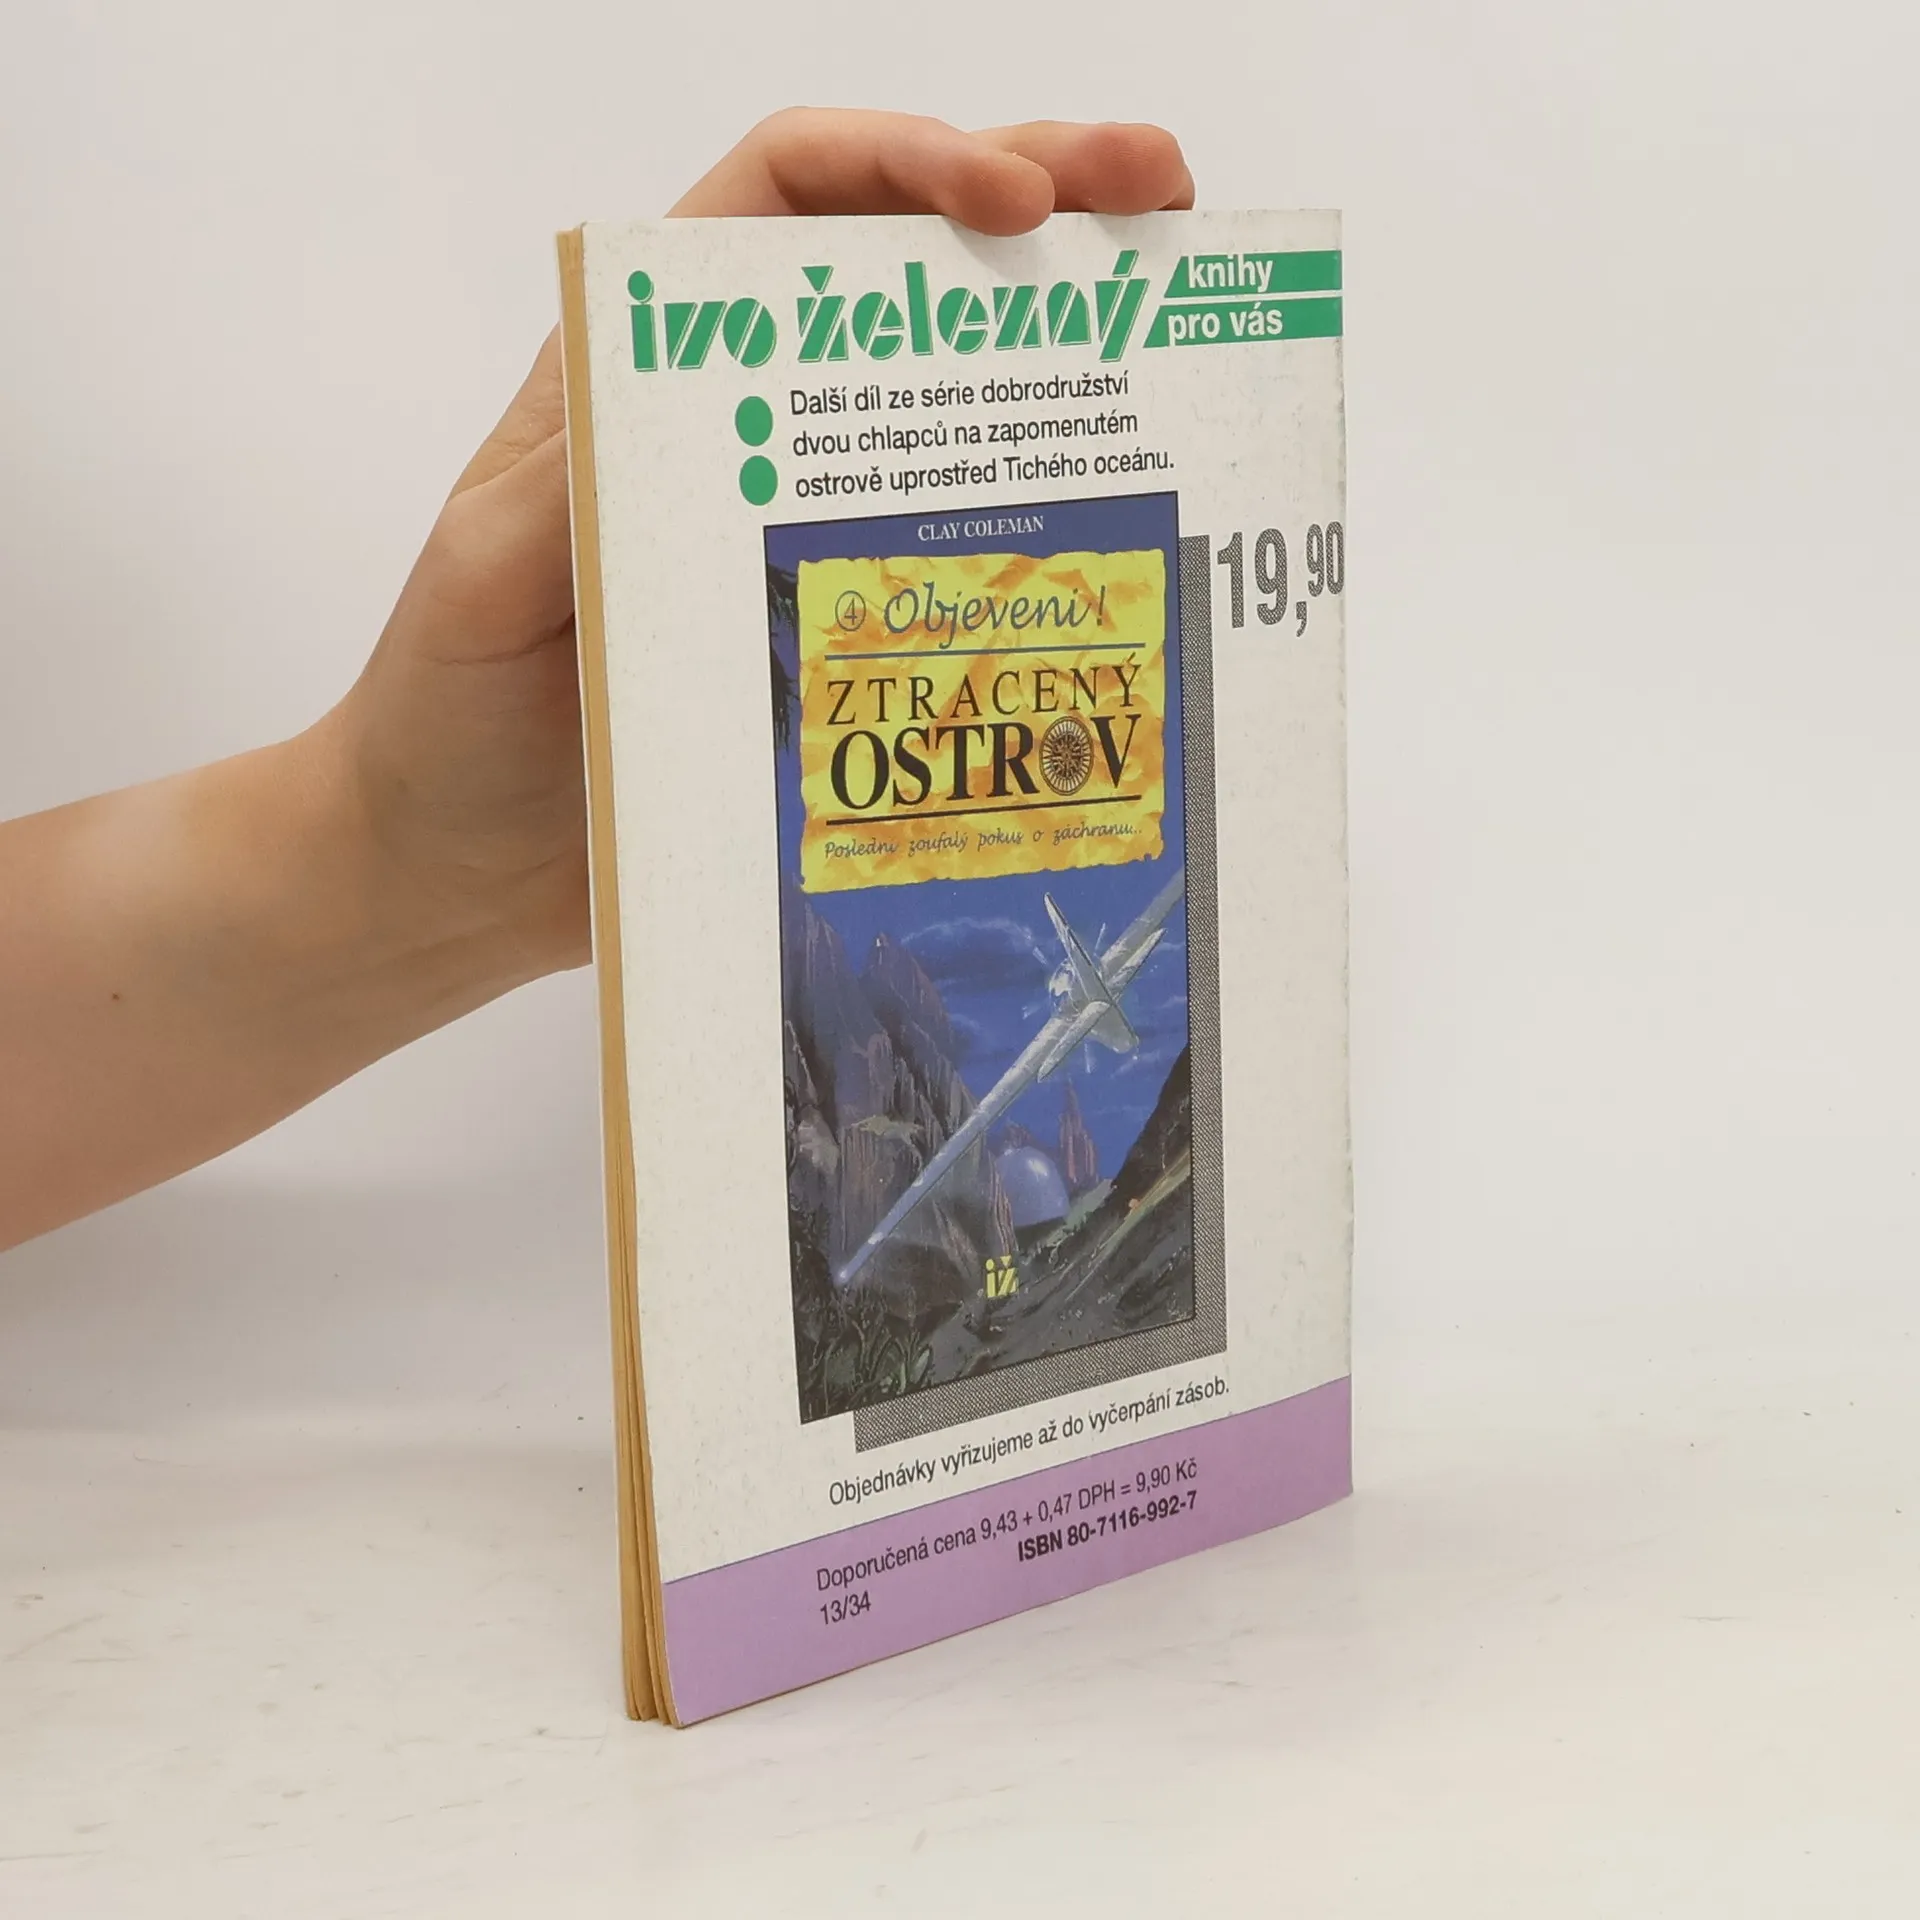 ivo železný
knihy
pro vás
Další díl ze série dobrodružství
dvou chlapců na zapomenutém
ostrově uprostřed Tichého oceánu.
19,90
CLAY COLEMAN
4 Objeveni!
ZTRACENÝ
OSTROV
Poslední zoufalý pokus o záchranu...
iž
Objednávky vyřizujeme až do vyčerpání zásob.
Doporučená cena 9,43 + 0,47 DPH = 9,90 Kč
ISBN 80-7116-992-7
13/34